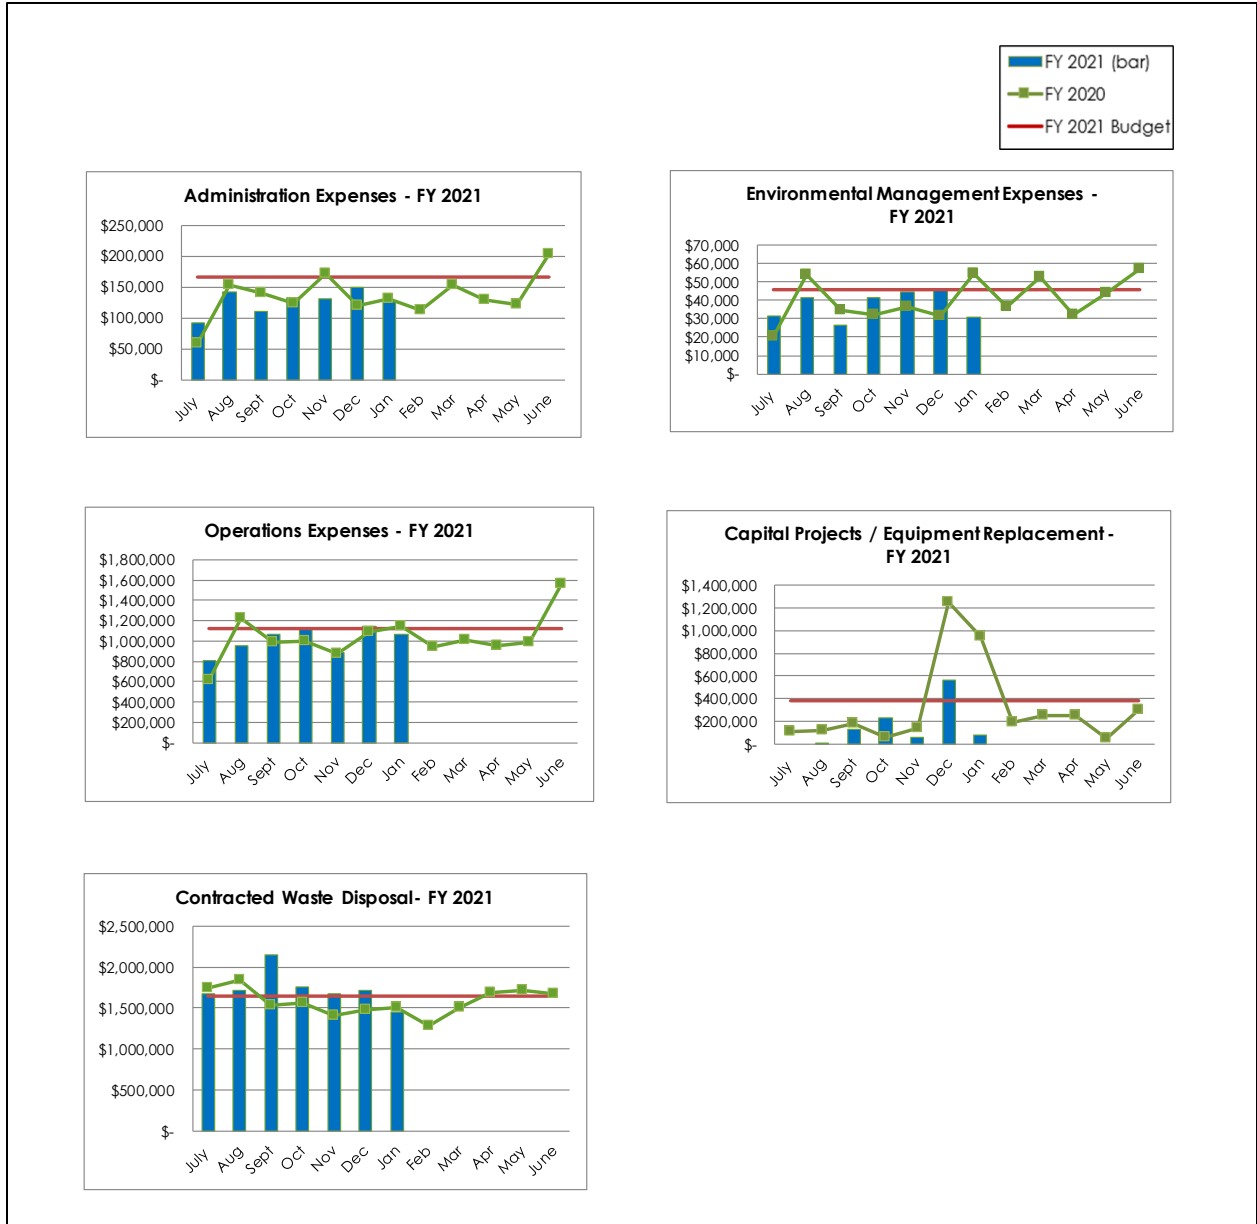 FY 2021 (bar)
FY 2020
FY 2021 Budget
Administration Expenses - FY 2021
$250,000
$200,000
$150,000
$100,000
$50,000
$-
July Aug Sept Oct Nov Dec Jan Feb Mar Apr May June
Environmental Management Expenses -
FY 2021
$70,000
$60,000
$50,000
$40,000
$30,000
$20,000
$10,000
$-
July Aug Sept Oct Nov Dec Jan Feb Mar Apr May June
Operations Expenses - FY 2021
$1,800,000
$1,600,000
$1,400,000
$1,200,000
$1,000,000
$800,000
$600,000
$400,000
$200,000
$-
July Aug Sept Oct Nov Dec Jan Feb Mar Apr May June
Capital Projects / Equipment Replacement -
FY 2021
$1,400,000
$1,200,000
$1,000,000
$800,000
$600,000
$400,000
$200,000
$-
July Aug Sept Oct Nov Dec Jan Feb Mar Apr May June
Contracted Waste Disposal- FY 2021
$2,500,000
$2,000,000
$1,500,000
$1,000,000
$500,000
$-
July Aug Sept Oct Nov Dec Jan Feb Mar Apr May June